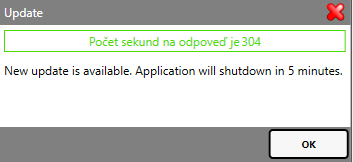 Update
Počet sekund na odpoveď je 304
New update is available. Application will shutdown in 5 minutes.
OK